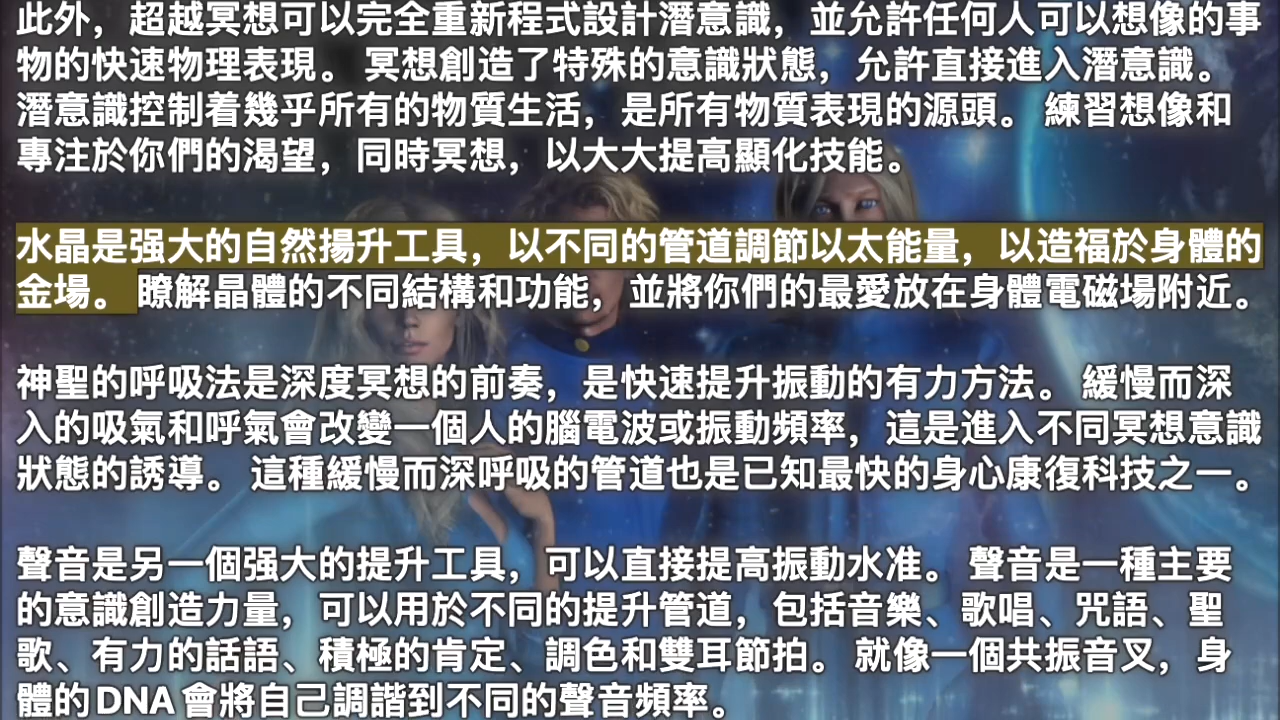 此外，超越冥想可以完全重新程式設計潛意識，並允許任何人可以想像的事
物的快速物理表現。 冥想創造了特殊的意識狀態，允許直接進入潛意識。
潛意識控制着幾乎所有的物質生活，是所有物質表現的源頭。 練習想像和
專注於你們的渴望，同時冥想，以大大提高顯化技能。
水晶是强大的自然揚升工具，以不同的管道調節以太能量，以造福於身體的
金場。 瞭解晶體的不同結構和功能，並將你們的最愛放在身體電磁場附近。
神聖的呼吸法是深度冥想的前奏，是快速提升振動的有力方法。 緩慢而深
入的吸氣和呼氣會改變一個人的腦電波或振動頻率，這是進入不同冥想意識
狀態的誘導。 這種緩慢而深呼吸的管道也是已知最快的身心康復科技之一。
聲音是另一個强大的提升工具，可以直接提高振動水准。 聲音是一種主要
的意識創造力量，可以用於不同的提升管道，包括音樂、歌唱、咒語、聖
歌、有力的話語、積極的肯定、調色和雙耳節拍。 就像一個共振音叉，身
體的DNA會將自己調諧到不同的聲音頻率。